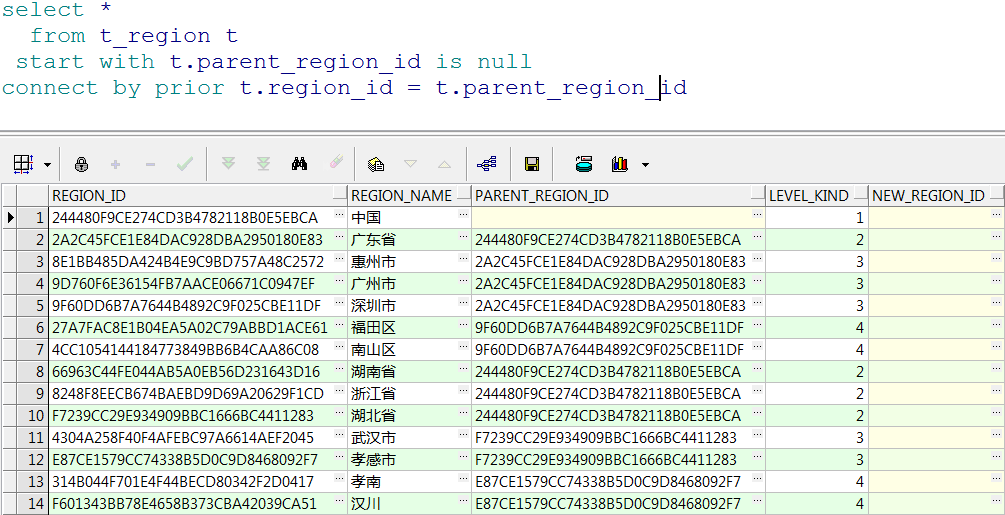 select *
from t_region t
start with t.parent_region_id is null
connect by prior t.region_id = t.parent_region_id
REGION_ID REGION_NAME PARENT_REGION_ID LEVEL_KIND NEW_REGION_ID
1 244480F9CE274CD3B4782118B0E5EBCA 中国 1
2 2A2C45FCE1E84DAC928DBA2950180E83 广东省 244480F9CE274CD3B4782118B0E5EBCA 2
3 8E1BB485DA424B4E9C9BD757A48C2572 惠州市 2A2C45FCE1E84DAC928DBA2950180E83 3
4 9D760F6E36154FB7AACE06671C0947EF 广州市 2A2C45FCE1E84DAC928DBA2950180E83 3
5 9F60DD6B7A7644B4892C9F025CBE11DF 深圳市 2A2C45FCE1E84DAC928DBA2950180E83 3
6 27A7FAC8E1B04EA5A02C79ABBD1ACE61 福田区 9F60DD6B7A7644B4892C9F025CBE11DF 4
7 4CC1054144184773849BB6B4CAA86C08 南山区 9F60DD6B7A7644B4892C9F025CBE11DF 4
8 66963C44FE044AB5A0EB56D231643D16 湖南省 244480F9CE274CD3B4782118B0E5EBCA 2
9 8248F8EECB674BAEBD9D69A20629F1CD 浙江省 244480F9CE274CD3B4782118B0E5EBCA 2
10 F7239CC29E934909BBC1666BC4411283 湖北省 244480F9CE274CD3B4782118B0E5EBCA 2
11 4304A258F40F4AFEBC97A6614AEF2045 武汉市 F7239CC29E934909BBC1666BC4411283 3
12 E87CE1579CC74338B5D0C9D8468092F7 孝感市 F7239CC29E934909BBC1666BC4411283 3
13 314B044F701E4F44BECD80342F2D0417 孝南 E87CE1579CC74338B5D0C9D8468092F7 4
14 F601343BB78E4658B373CBA42039CA51 汉川 E87CE1579CC74338B5D0C9D8468092F7 4